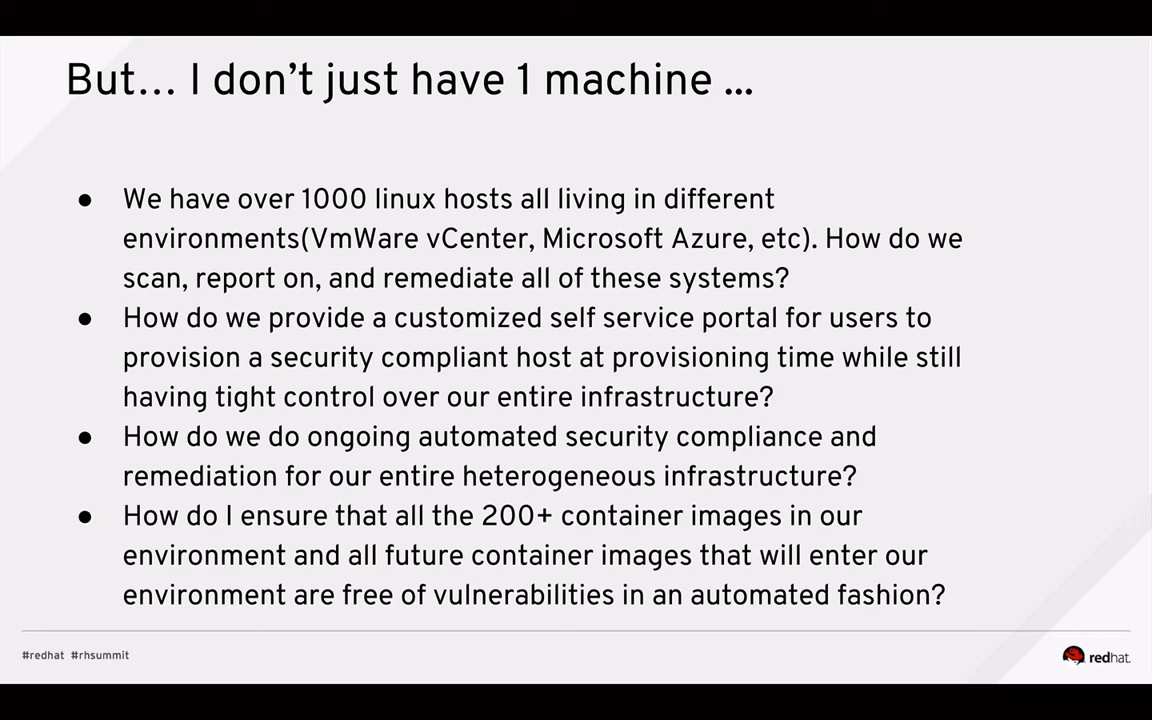 But... I don't just have 1 machine ...
● We have over 1000 linux hosts all living in different
environments(VmWare vCenter, Microsoft Azure, etc). How do we
scan, report on, and remediate all of these systems?
● How do we provide a customized self service portal for users to
provision a security compliant host at provisioning time while still
having tight control over our entire infrastructure?
● How do we do ongoing automated security compliance and
remediation for our entire heterogeneous infrastructure?
● How do I ensure that all the 200+ container images in our
environment and all future container images that will enter our
environment are free of vulnerabilities in an automated fashion?
#redhat #rhsummit
redhat.